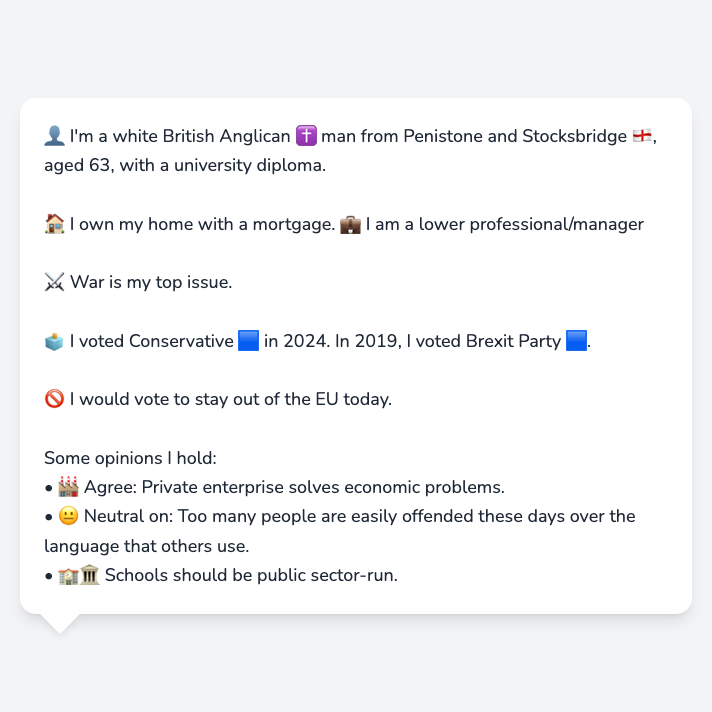 👤 I'm a white British Anglican ✝️ man from Penistone and Stocksbridge 🏴󠁧󠁢󠁥󠁮󠁧󠁿,
aged 63, with a university diploma.
🏠 I own my home with a mortgage. 💼 I am a lower professional/manager
⚔️ War is my top issue.
🗳️ I voted Conservative 🟦 in 2024. In 2019, I voted Brexit Party 🟦.
🚫 I would vote to stay out of the EU today.
Some opinions I hold:
• 🏭 Agree: Private enterprise solves economic problems.
• 😐 Neutral on: Too many people are easily offended these days over the
language that others use.
• 🏫🏛️ Schools should be public sector-run.